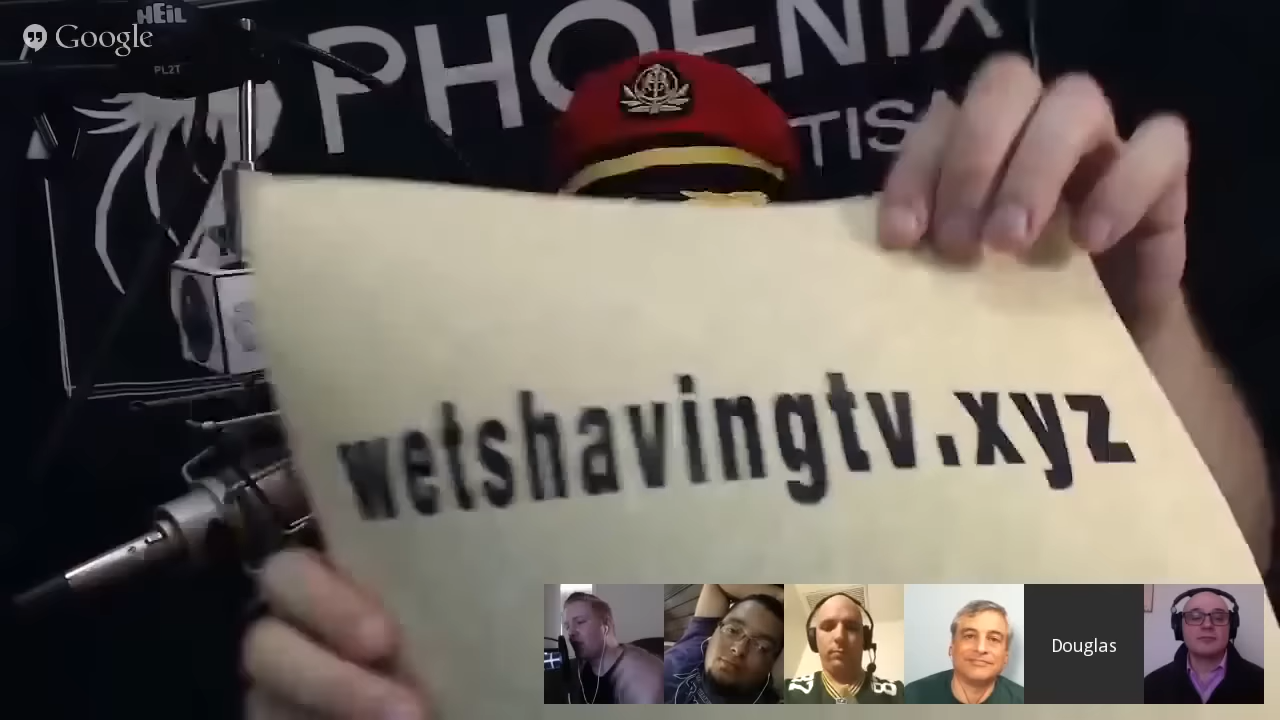 Google
HEiL
PL2T
PHOENIX
TIS
wetshavingtv.xyz
Douglas